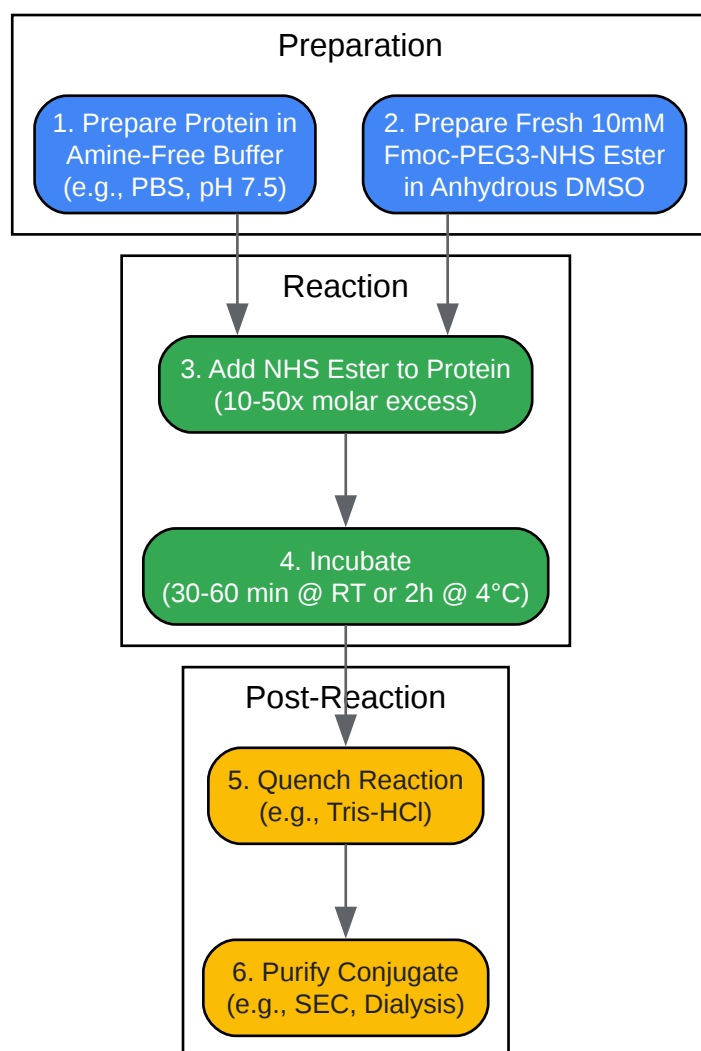 Preparation
1. Prepare Protein in
Amine-Free Buffer
(e.g., PBS, pH 7.5)
2. Prepare Fresh 10mM
Fmoc-PEG3-NHS Ester
in Anhydrous DMSO
Reaction
3. Add NHS Ester to Protein
(10-50x molar excess)
4. Incubate
(30-60 min @ RT or 2h @ 4°C)
Post-Reaction
5. Quench Reaction
(e.g., Tris-HCl)
6. Purify Conjugate
(e.g., SEC, Dialysis)